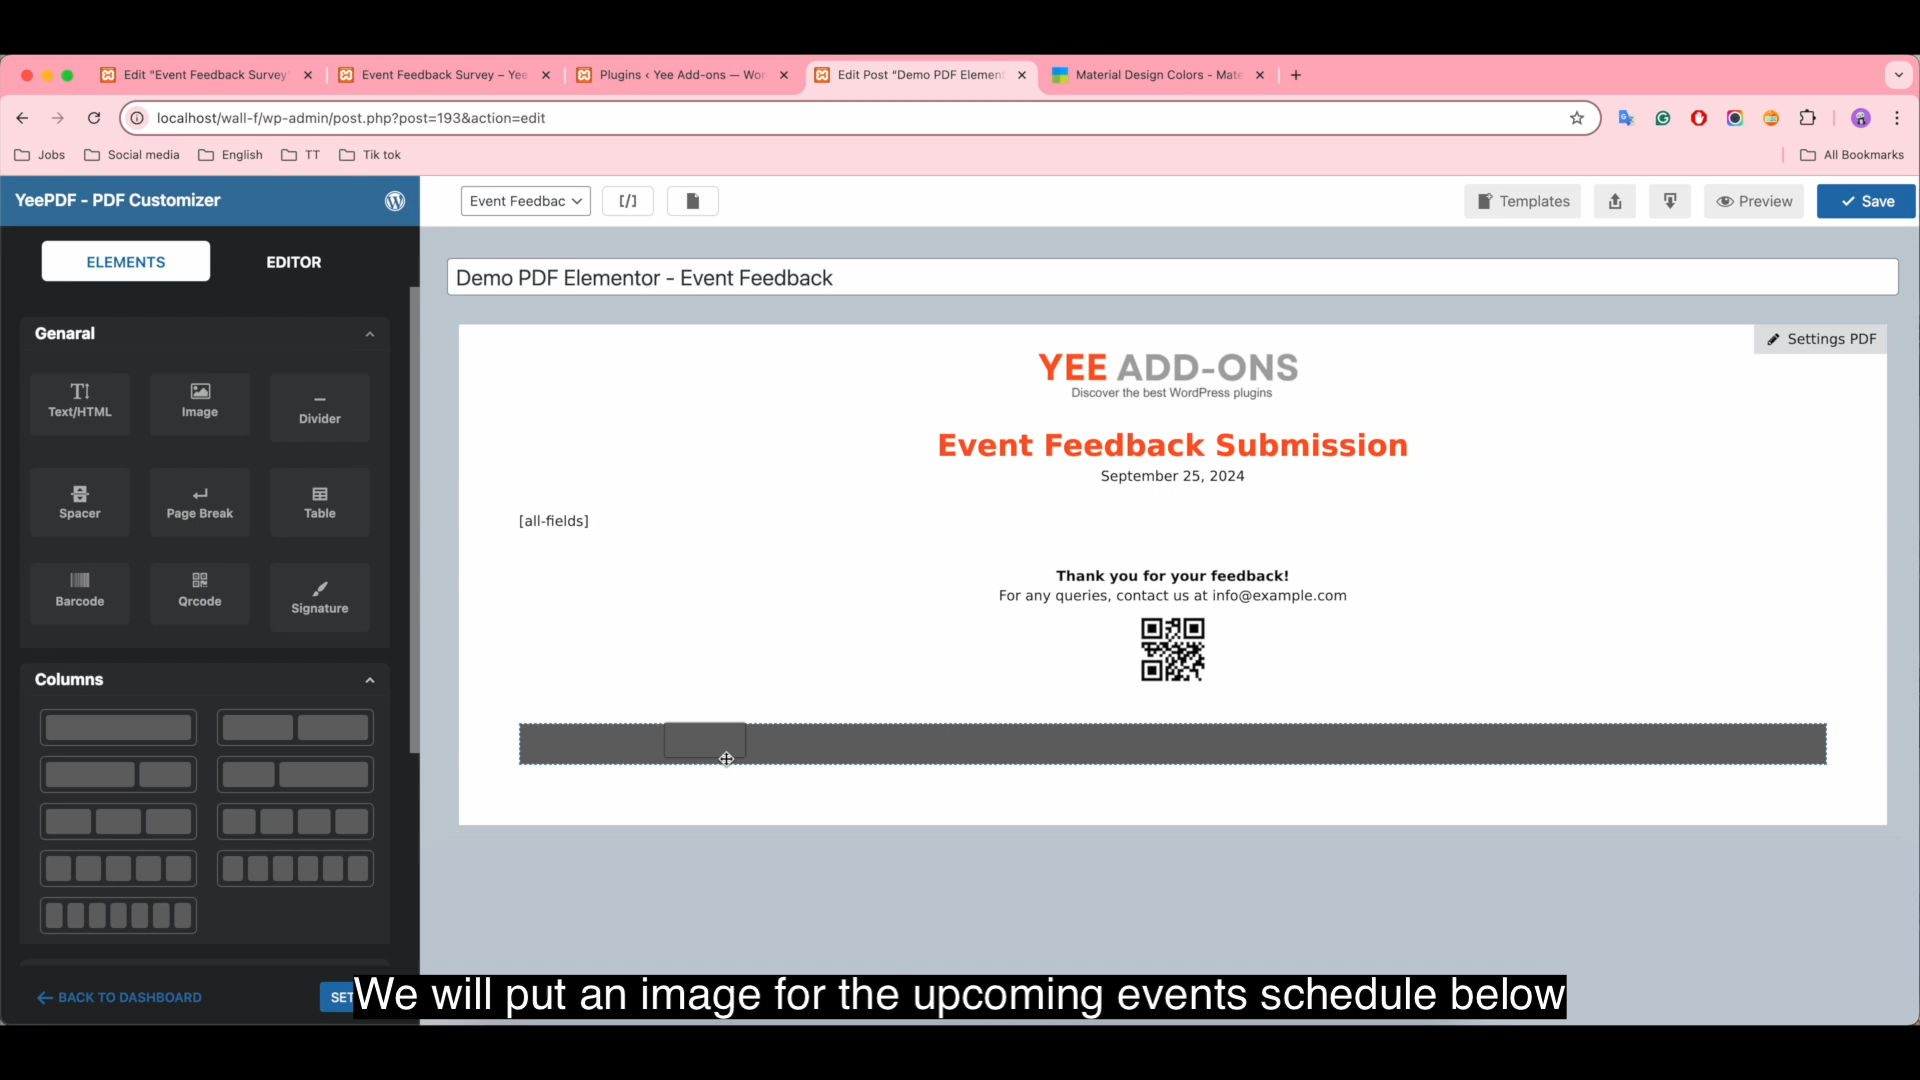 Edit "Event Feedback Survey"
Event Feedback Survey – Yee
Plugins ‹ Yee Add-ons — Wor
Edit Post "Demo PDF Element
Material Design Colors - Mate
localhost/wall-f/wp-admin/post.php?post=193&action=edit
Jobs
Social media
English
TT
Tik tok
All Bookmarks
YeePDF - PDF Customizer
Event Feedbac
[/]
Templates
Preview
Save
ELEMENTS
EDITOR
Demo PDF Elementor - Event Feedback
Genaral
Settings PDF
YEE ADD-ONS
Discover the best WordPress plugins
Text/HTML
Image
Divider
Event Feedback Submission
September 25, 2024
Spacer
Page Break
Table
[all-fields]
Barcode
Qrcode
Signature
Thank you for your feedback!
For any queries, contact us at info@example.com
Columns
BACK TO DASHBOARD
SET
We will put an image for the upcoming events schedule below